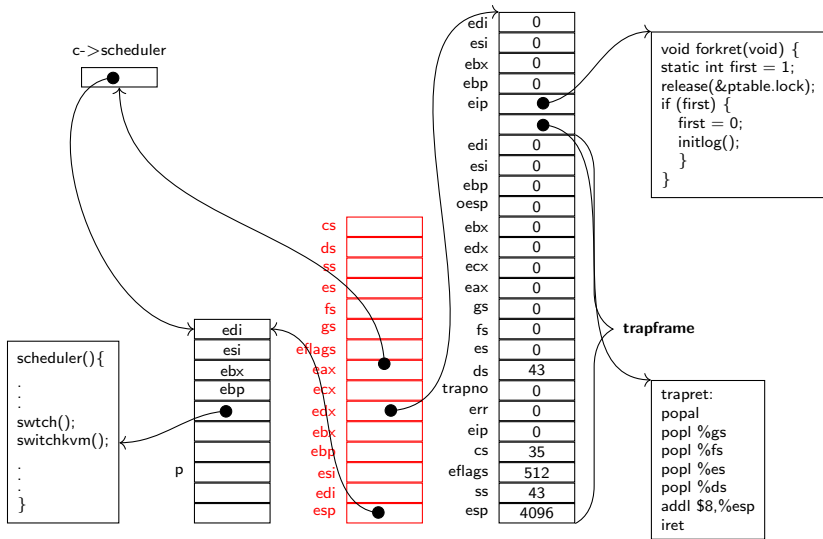 c->scheduler
scheduler(){
.
.
.
swtch();
switchkvm();
.
.
.
}
edi
esi
ebx
ebp
p
cs
ds
ss
es
fs
gs
eflags
eax
ecx
edx
ebx
ebp
esi
edi
esp
edi 0
esi 0
ebx 0
ebp 0
eip
edi 0
esi 0
ebp 0
oesp 0
ebx 0
edx 0
ecx 0
eax 0
gs 0
fs 0
es 0
ds 43
trapno 0
err 0
eip 0
cs 35
eflags 512
ss 43
esp 4096
void forkret(void) {
static int first = 1;
release(&ptable.lock);
if (first) {
first = 0;
initlog();
}
}
trapframe
trapret:
popal
popl %gs
popl %fs
popl %es
popl %ds
addl $8,%esp
iret